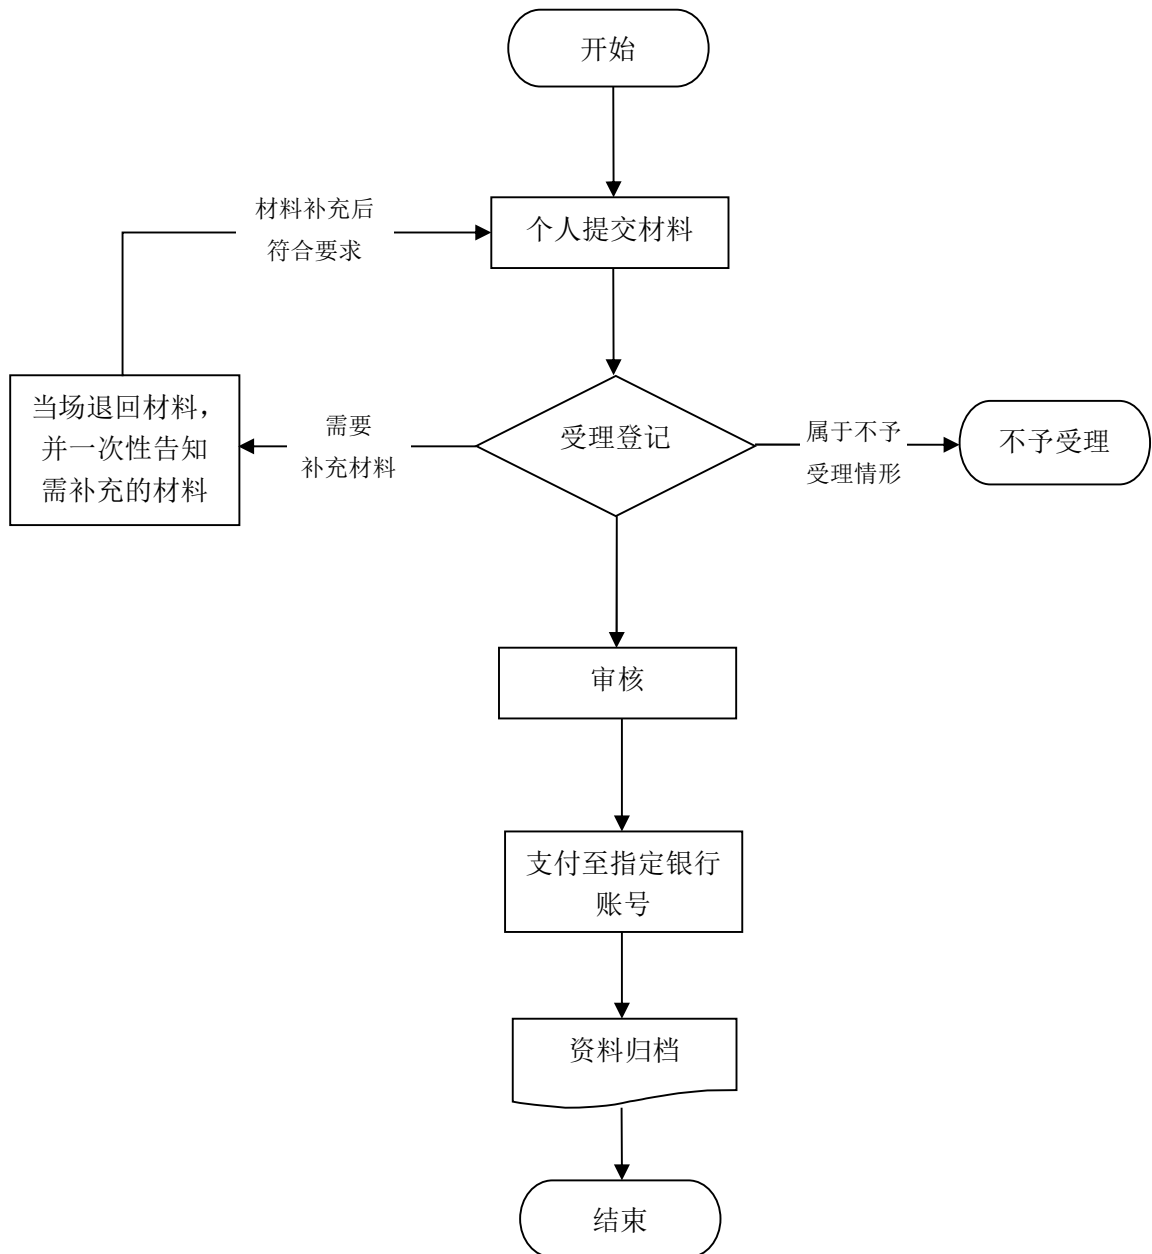 开始
材料补充后
符合要求
个人提交材料
当场退回材料，
并一次性告知
需补充的材料
需要
补充材料
受理登记
属于不予
受理情形
不予受理
审核
支付至指定银行
账号
资料归档
结束